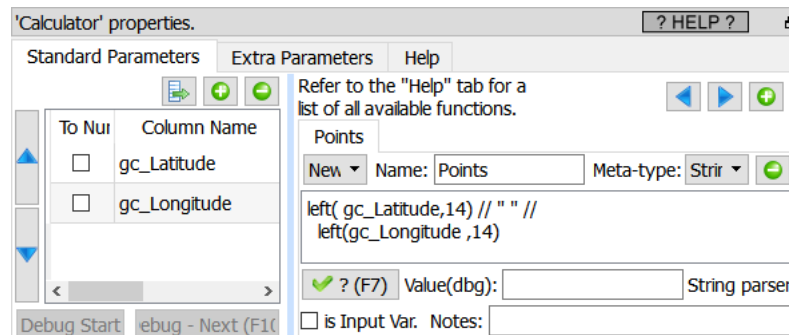 'Calculator' properties.
? HELP ?
Standard Parameters
Extra Parameters
Help
To Nur
Column Name
gc_Latitude
gc_Longitude
Debug Start
ebug - Next (F1(
Refer to the "Help" tab for a
list of all available functions.
Points
New
Name: Points
Meta-type: Strir
left( gc_Latitude,14) // " " //
left(gc_Longitude ,14)
? (F7)
Value(dbg):
String parser
is Input Var. Notes: